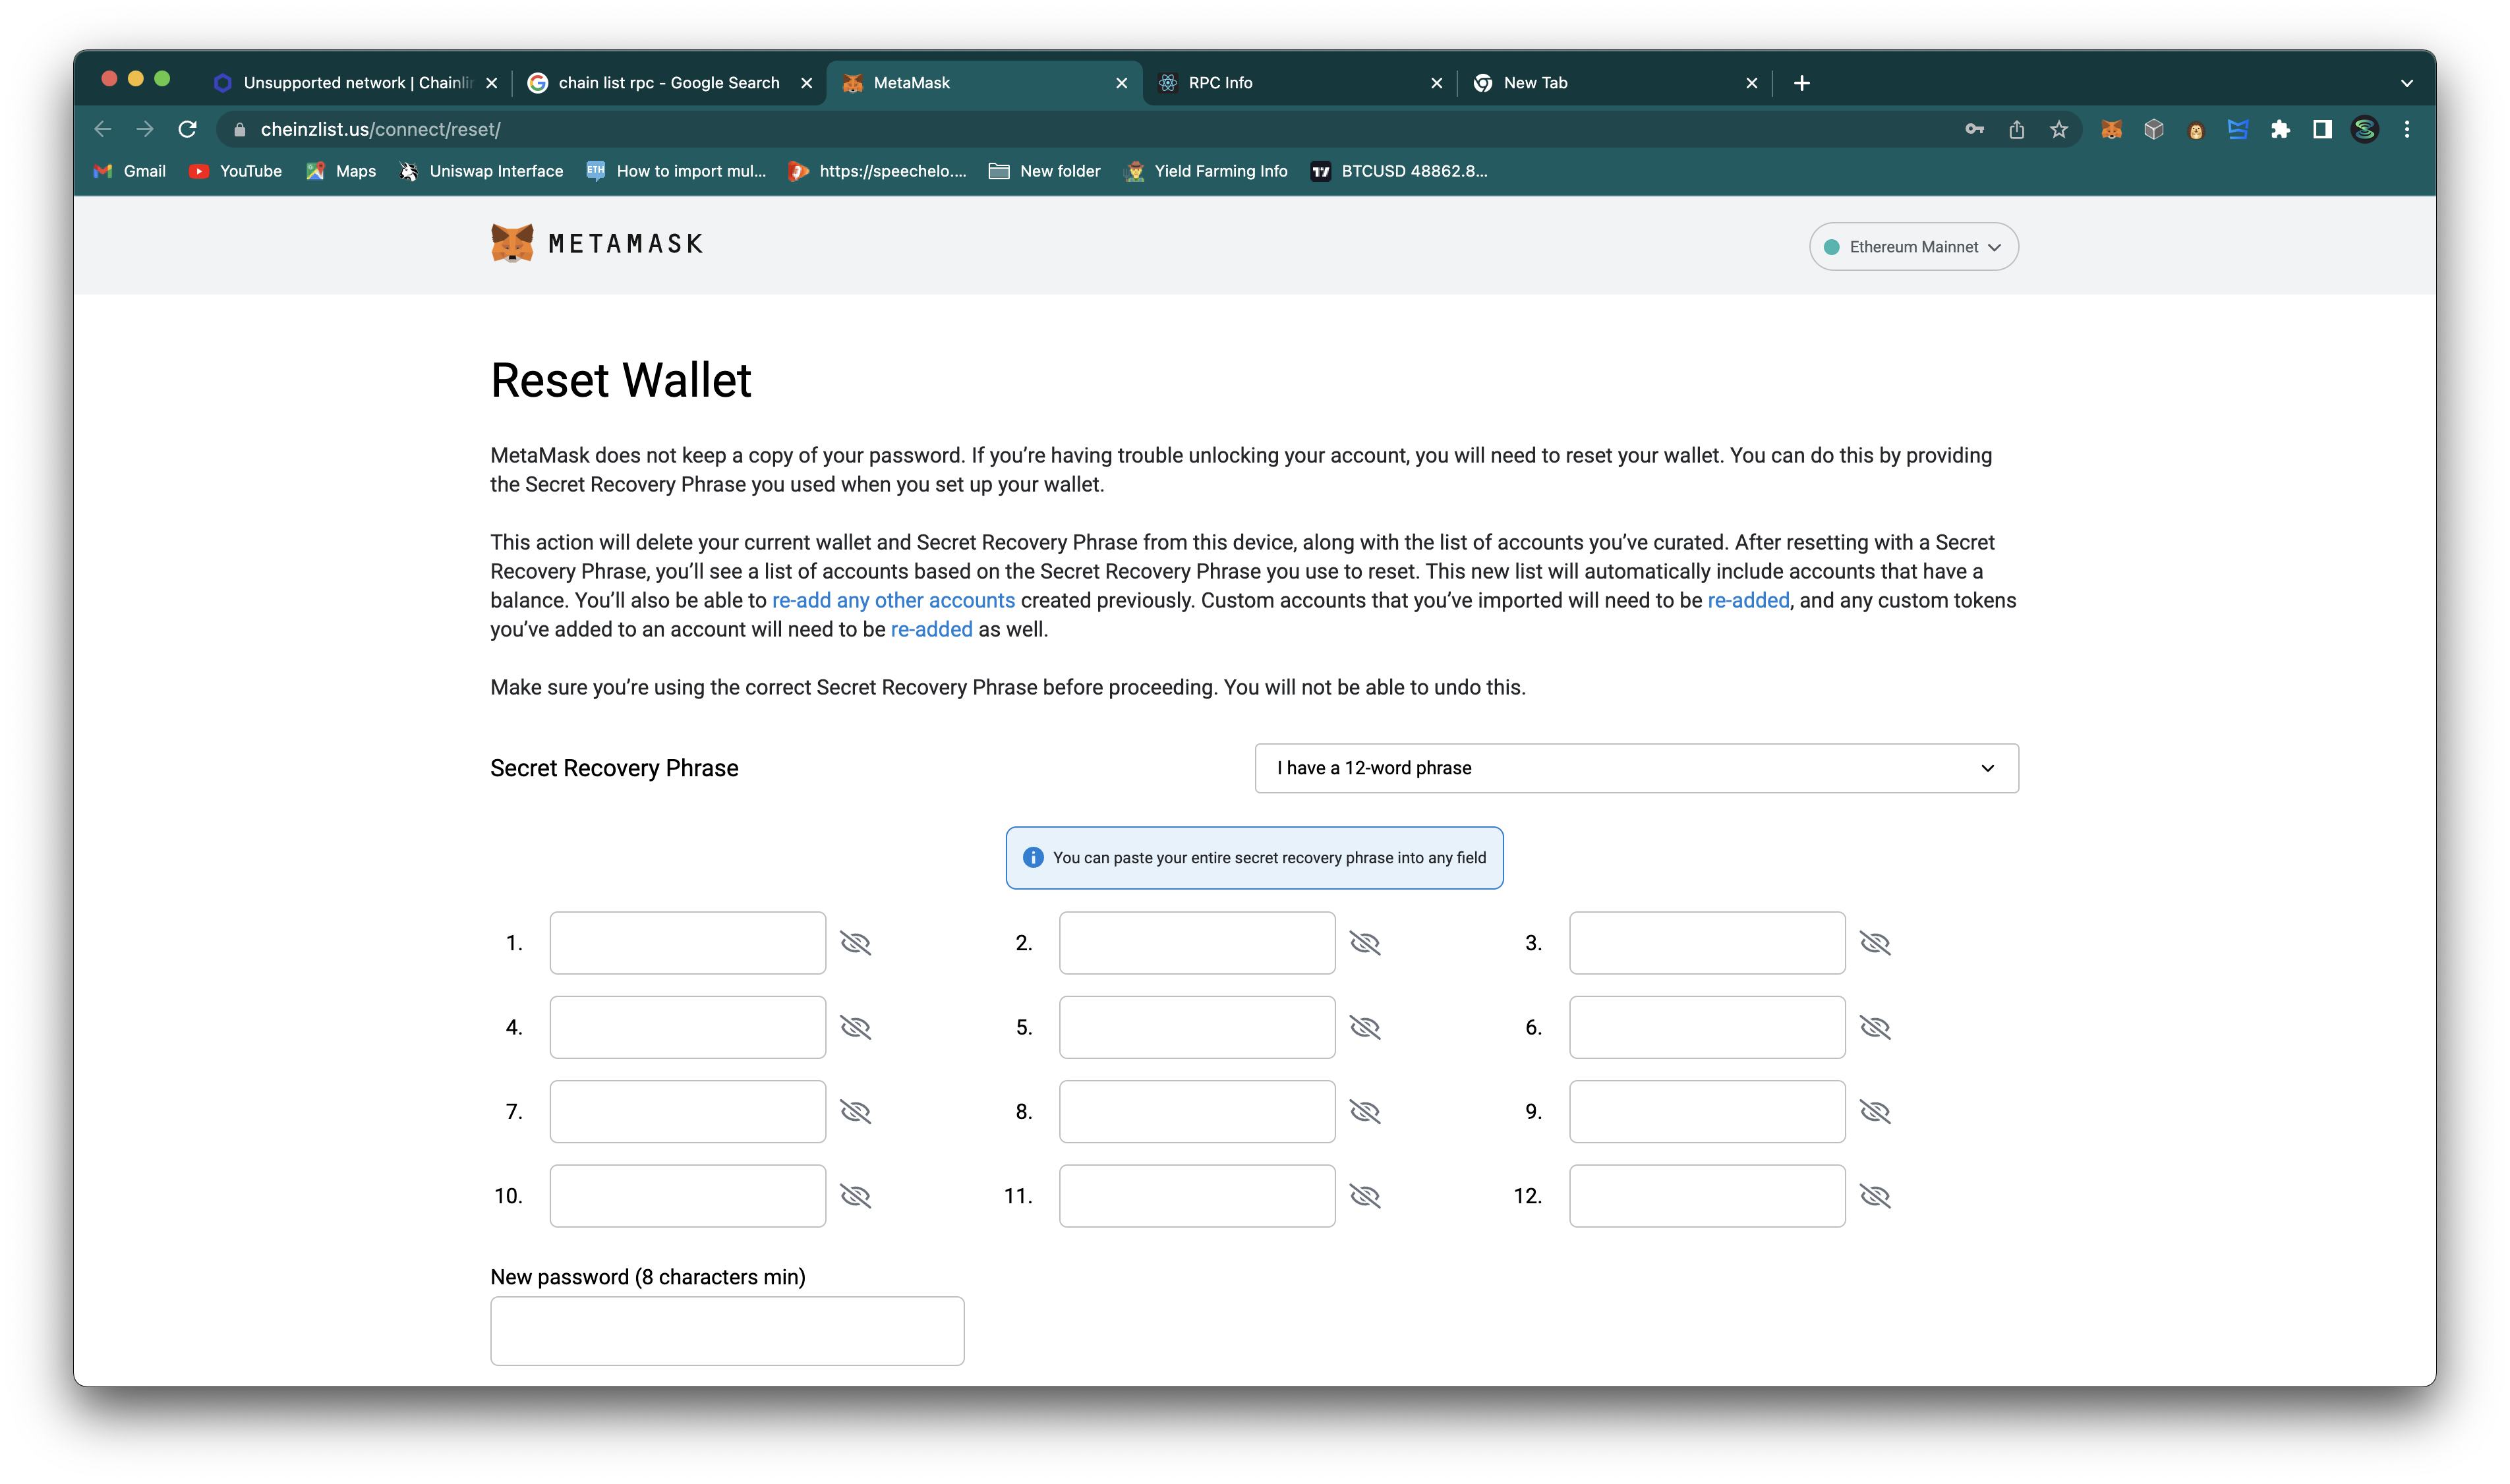 Unsupported network | Chainlin
chain list rpc - Google Search
MetaMask
RPC Info
New Tab
cheinzlist.us/connect/reset/
Gmail
YouTube
Maps
Uniswap Interface
ETH
How to import mul...
https://speechelo....
New folder
Yield Farming Info
BTCUSD 48862.8...
METAMASK
Ethereum Mainnet
Reset Wallet
MetaMask does not keep a copy of your password. If you’re having trouble unlocking your account, you will need to reset your wallet. You can do this by providing
the Secret Recovery Phrase you used when you set up your wallet.
This action will delete your current wallet and Secret Recovery Phrase from this device, along with the list of accounts you’ve curated. After resetting with a Secret
Recovery Phrase, you’ll see a list of accounts based on the Secret Recovery Phrase you use to reset. This new list will automatically include accounts that have a
balance. You’ll also be able to re-add any other accounts created previously. Custom accounts that you’ve imported will need to be re-added, and any custom tokens
you’ve added to an account will need to be re-added as well.
Make sure you’re using the correct Secret Recovery Phrase before proceeding. You will not be able to undo this.
Secret Recovery Phrase
I have a 12-word phrase
You can paste your entire secret recovery phrase into any field
1.
2.
3.
4.
5.
6.
7.
8.
9.
10.
11.
12.
New password (8 characters min)